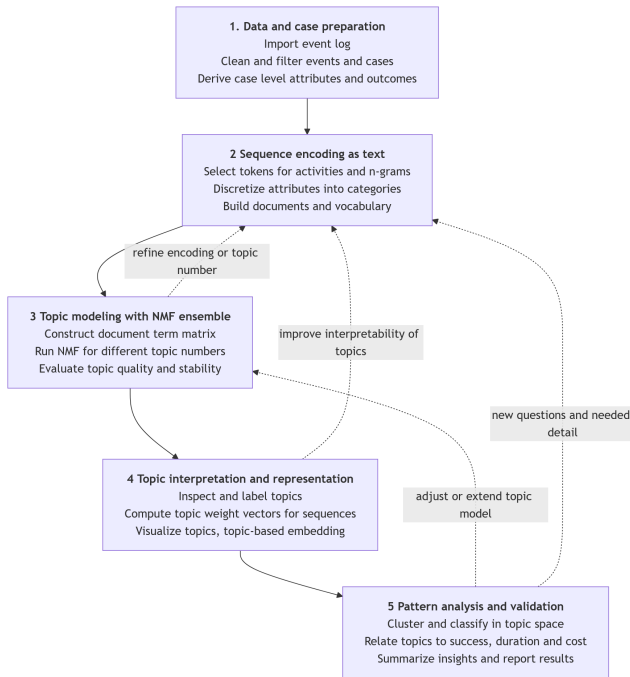 1. Data and case preparation
Import event log
Clean and filter events and cases
Derive case level attributes and outcomes
2 Sequence encoding as text
Select tokens for activities and n-grams
Discretize attributes into categories
Build documents and vocabulary
refine encoding or topic
number
3 Topic modeling with NMF ensemble
Construct document term matrix
Run NMF for different topic numbers
Evaluate topic quality and stability
improve interpretability of
topics
new questions and needed
detail
4 Topic interpretation and representation
Inspect and label topics
Compute topic weight vectors for sequences
Visualize topics, topic-based embedding
adjust or extend topic
model
5 Pattern analysis and validation
Cluster and classify in topic space
Relate topics to success, duration and cost
Summarize insights and report results